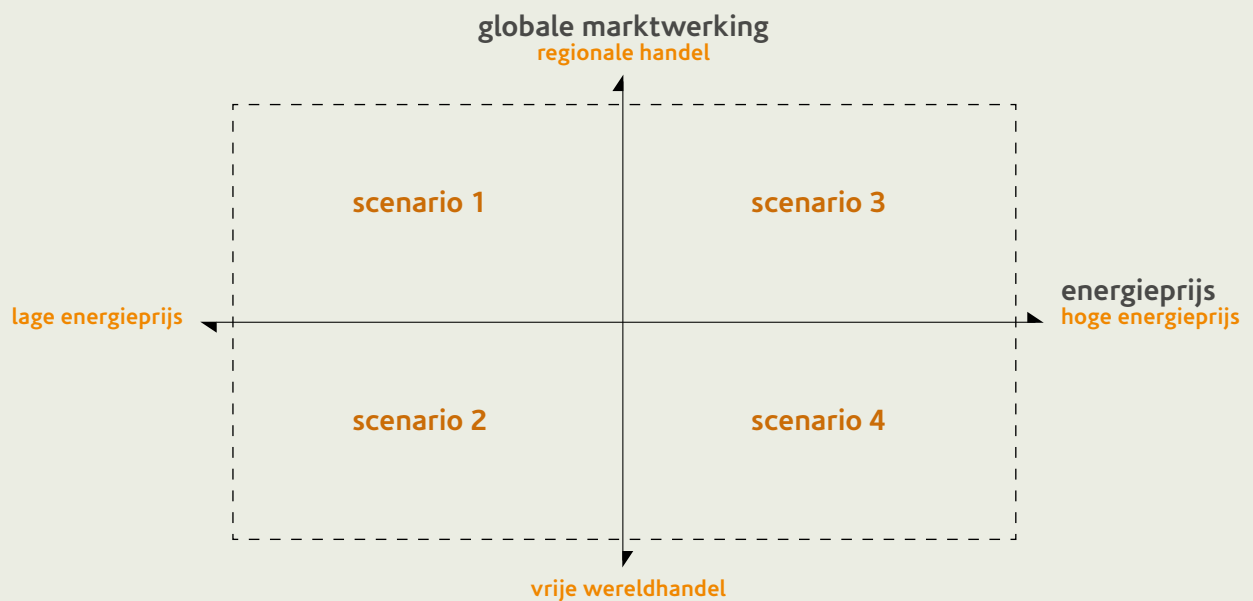 globale marktwerking
regionale handel
scenario 1
scenario 3
energieprijs
lage energieprijs
hoge energieprijs
scenario 2
scenario 4
vrije wereldhandel